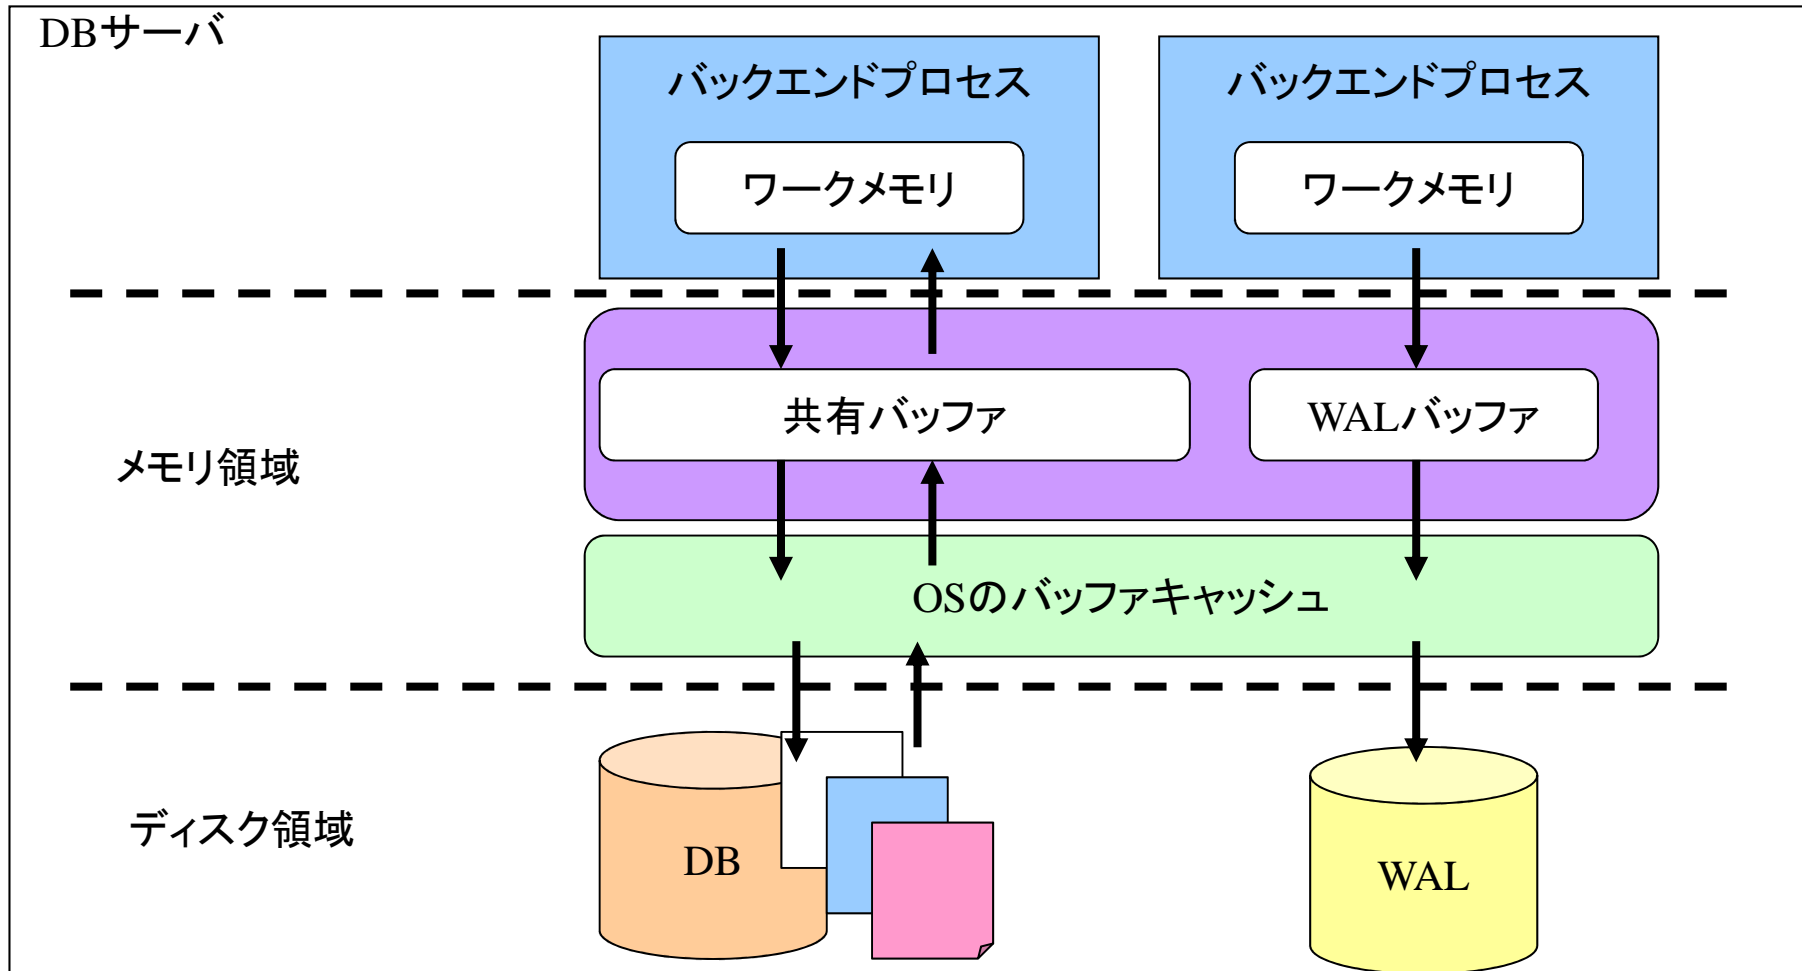 DBサーバ
バックエンドプロセス
バックエンドプロセス
ワークメモリ
ワークメモリ
共有バッファ
WALバッファ
メモリ領域
OSのバッファキャッシュ
ディスク領域
DB
WAL